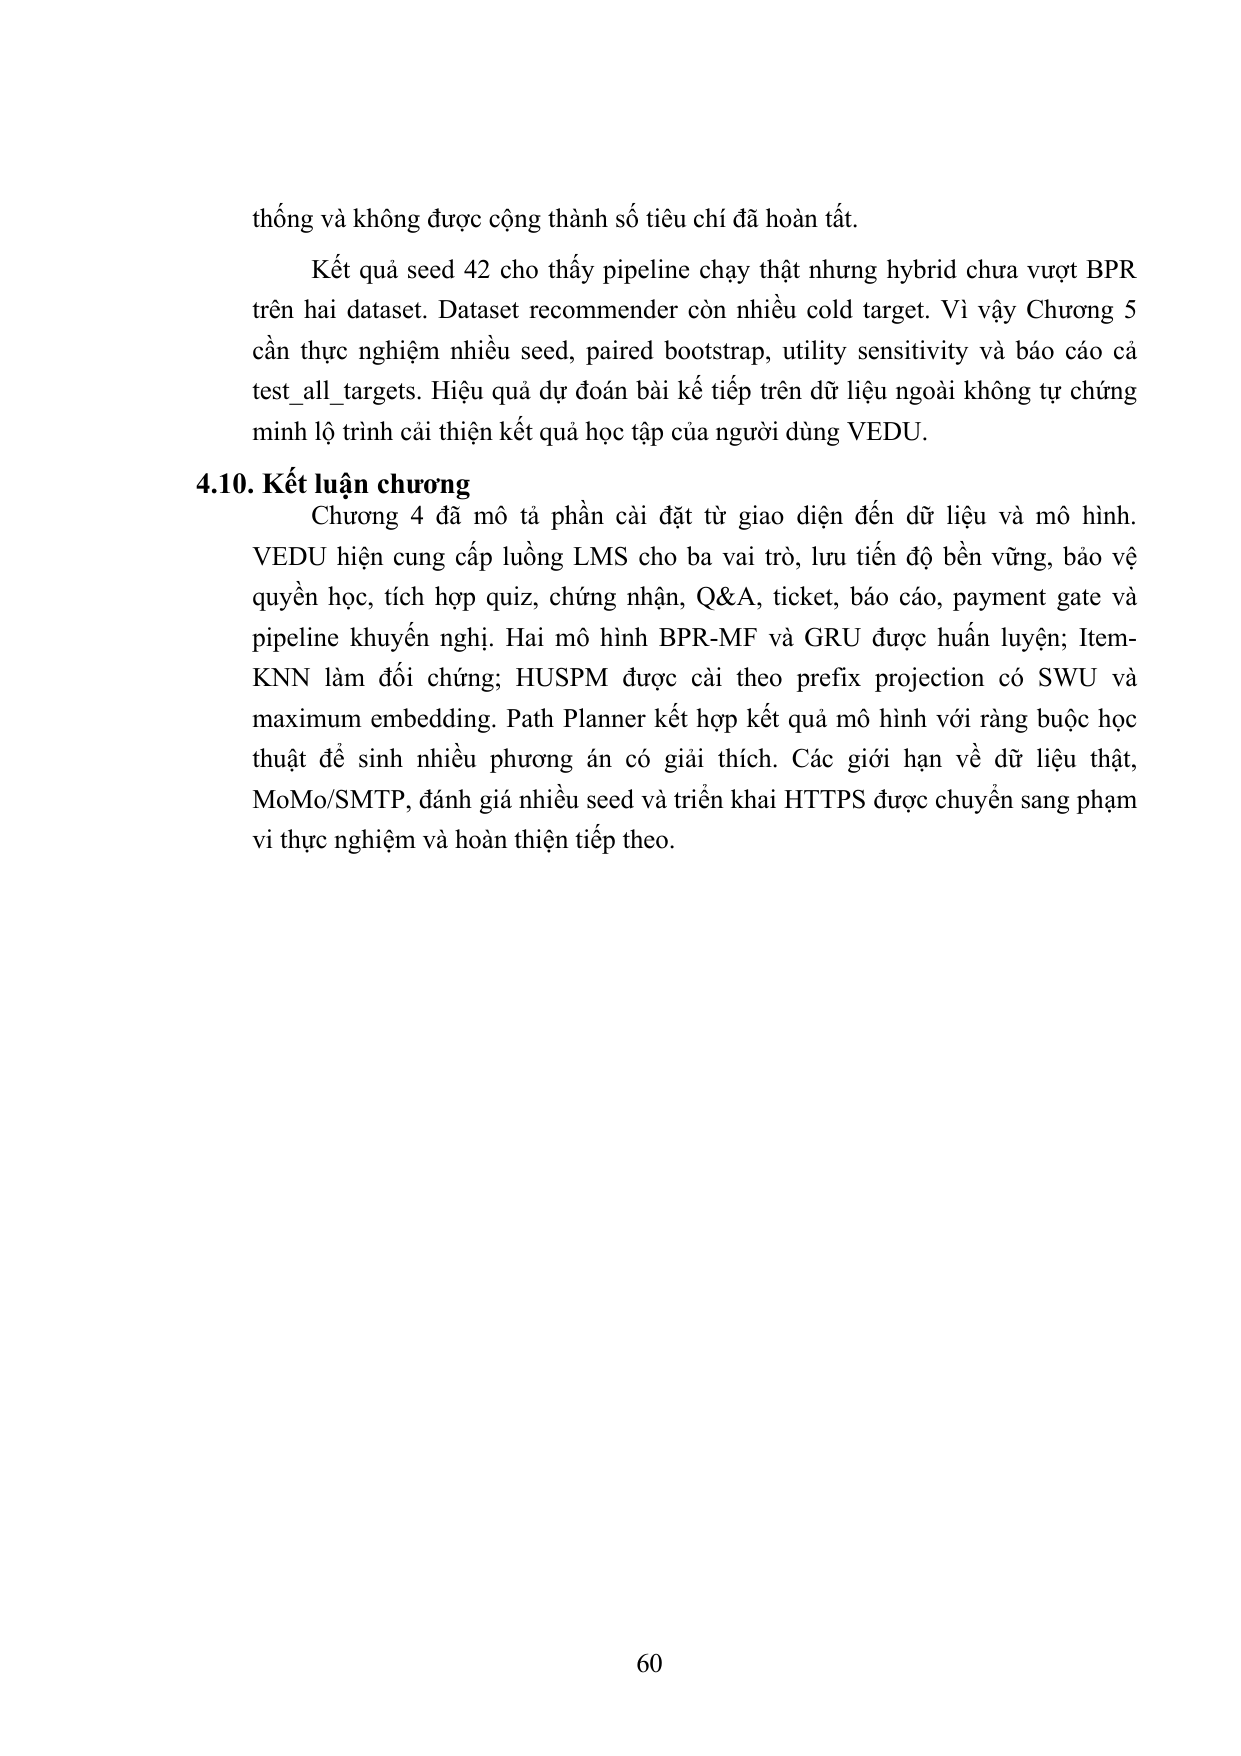 thống và không được cộng thành số tiêu chí đã hoàn tất.
Kết quả seed 42 cho thấy pipeline chạy thật nhưng hybrid chưa vượt BPR
trên hai dataset. Dataset recommender còn nhiều cold target. Vì vậy Chương 5
cần thực nghiệm nhiều seed, paired bootstrap, utility sensitivity và báo cáo cả
test_all_targets. Hiệu quả dự đoán bài kế tiếp trên dữ liệu ngoài không tự chứng
minh lộ trình cải thiện kết quả học tập của người dùng VEDU.
4.10. Kết luận chương
Chương 4 đã mô tả phần cài đặt từ giao diện đến dữ liệu và mô hình.
VEDU hiện cung cấp luồng LMS cho ba vai trò, lưu tiến độ bền vững, bảo vệ
quyền học, tích hợp quiz, chứng nhận, Q&A, ticket, báo cáo, payment gate và
pipeline khuyến nghị. Hai mô hình BPR-MF và GRU được huấn luyện; Item-
KNN làm đối chứng; HUSPM được cài theo prefix projection có SWU và
maximum embedding. Path Planner kết hợp kết quả mô hình với ràng buộc học
thuật để sinh nhiều phương án có giải thích. Các giới hạn về dữ liệu thật,
MoMo/SMTP, đánh giá nhiều seed và triển khai HTTPS được chuyển sang phạm
vi thực nghiệm và hoàn thiện tiếp theo.
60